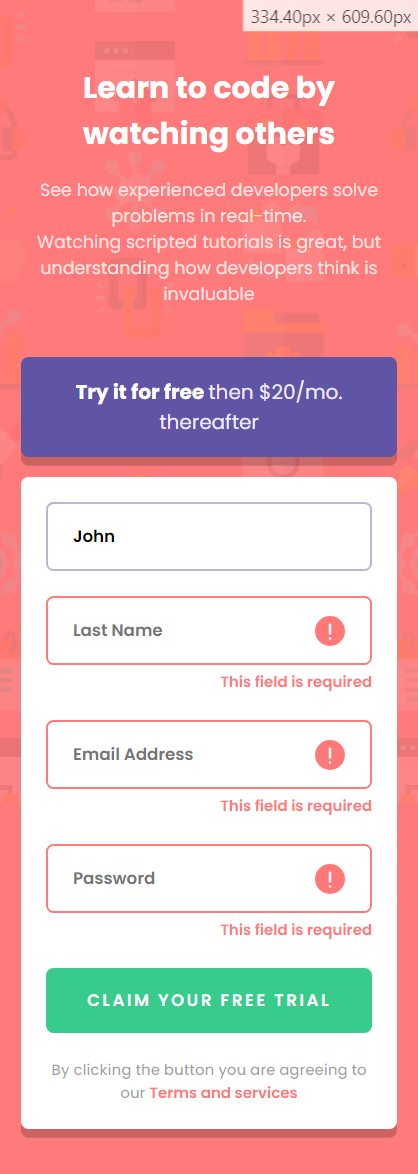 334.40px × 609.60px
Learn to code by
watching others
See how experienced developers solve
problems in real-time.
Watching scripted tutorials is great, but
understanding how developers think is
invaluable
Try it for free then $20/mo.
thereafter
John
Last Name
This field is required
Email Address
This field is required
Password
This field is required
CLAIM YOUR FREE TRIAL
By clicking the button you are agreeing to
our Terms and services